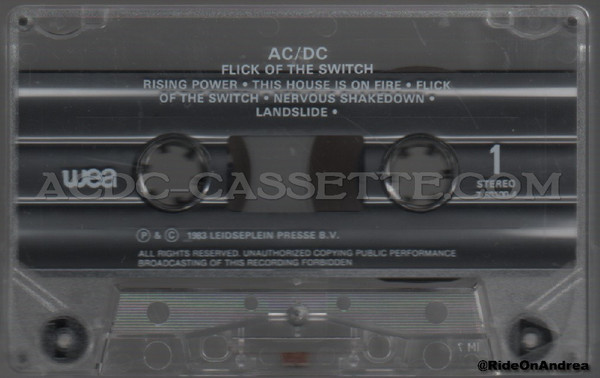 AC/DC
FLICK OF THE SWITCH
RISING POWER • THIS HOUSE IS ON FIRE • FLICK
OF THE SWITCH • NERVOUS SHAKEDOWN •
LANDSLIDE •
wea
1
ACDC-CASSETTE.COM
STEREO
Ⓟ & © 1983 LEIDSEPLEIN PRESSE B.V.
ALL RIGHTS RESERVED. UNAUTHORIZED COPYING PUBLIC PERFORMANCE
BROADCASTING OF THIS RECORDING FORBIDDEN
@RideOnAndrea